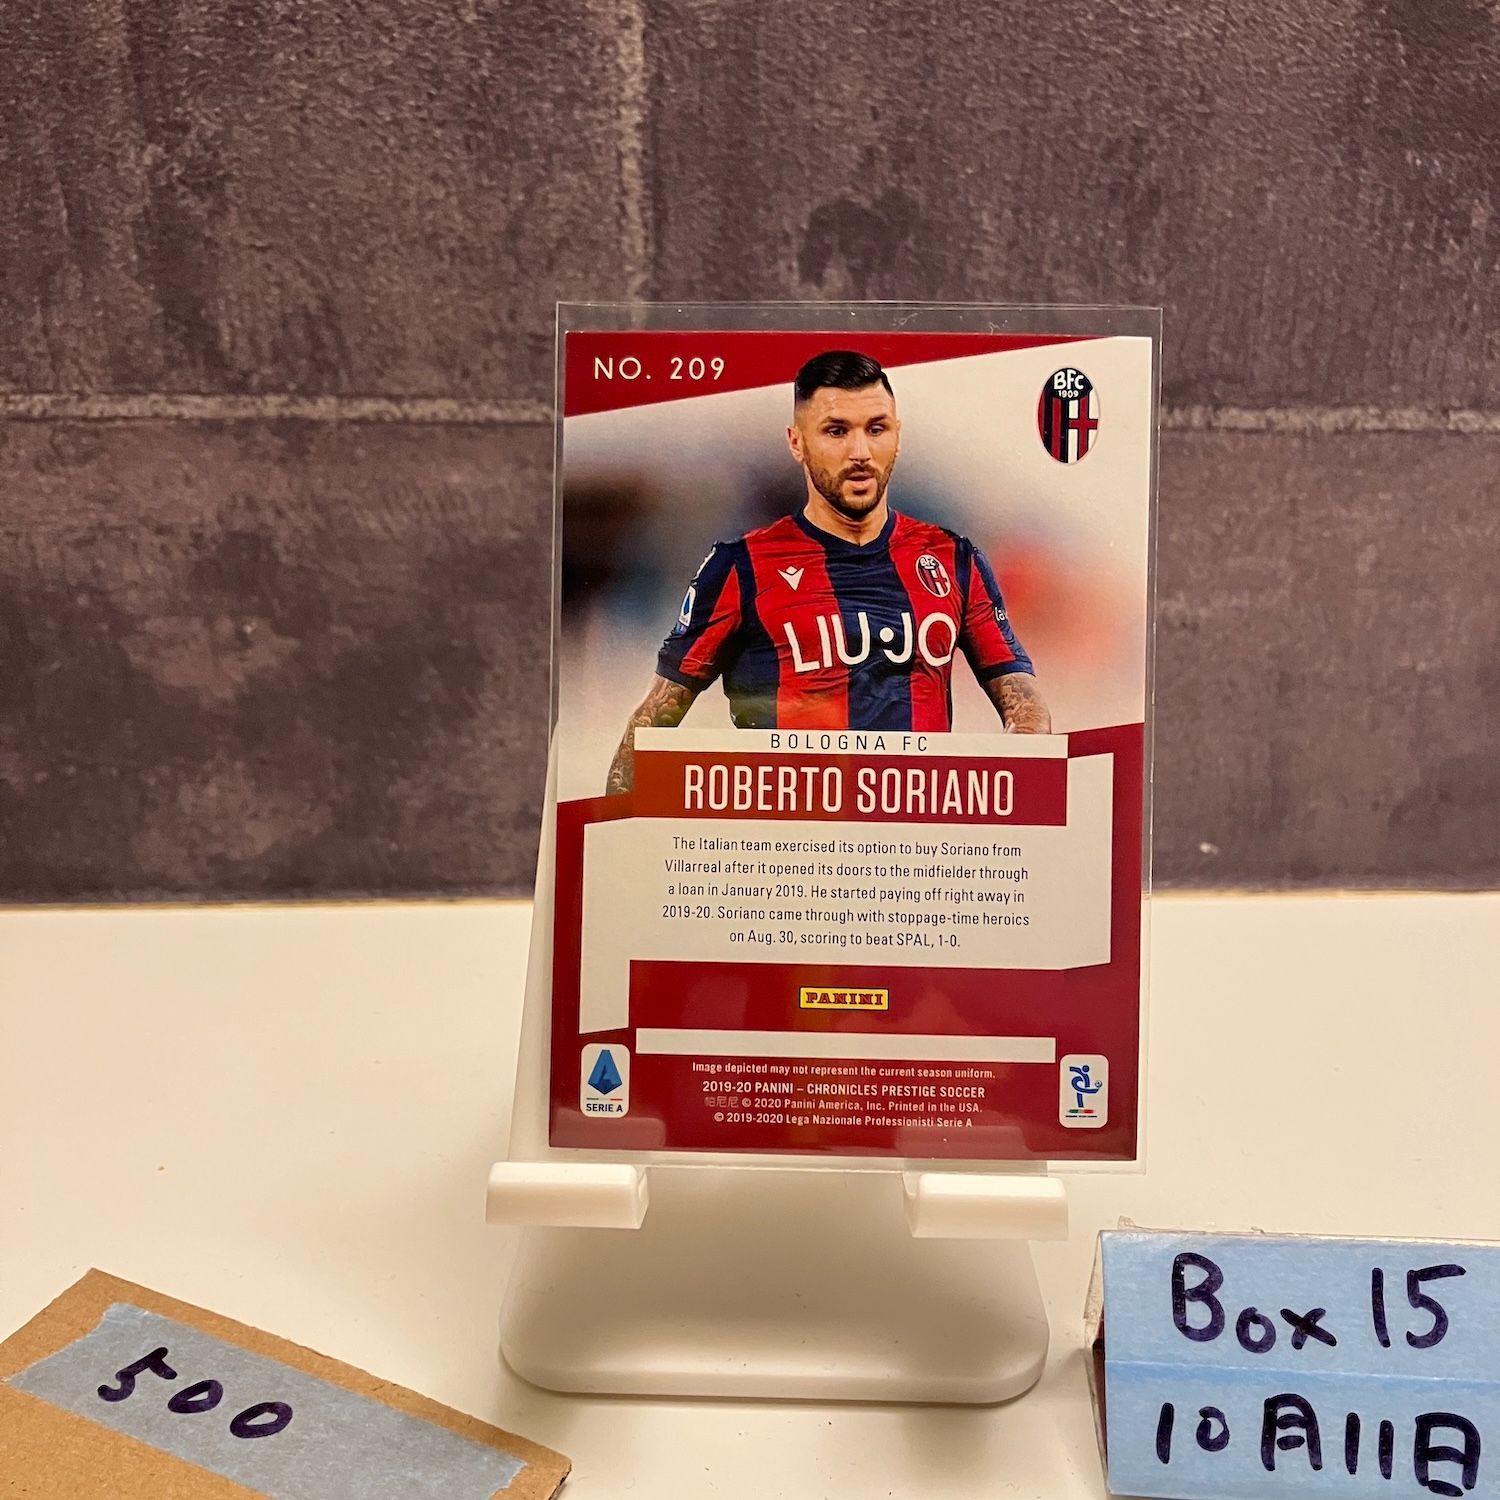 NO. 209
BFC
1909
BFC
LIU·JO
BOLOGNA FC
ROBERTO SORIANO
The Italian team exercised its option to buy Soriano from
Villarreal after it opened its doors to the midfielder through
a loan in January 2019. He started paying off right away in
2019-20. Soriano came through with stoppage-time heroics
on Aug. 30, scoring to beat SPAL, 1-0.
PANINI
Image depicted may not represent the current season uniform.
2019-20 PANINI – CHRONICLES PRESTIGE SOCCER
帕尼尼 © 2020 Panini America, Inc. Printed in the USA.
© 2019-2020 Lega Nazionale Professionisti Serie A
SERIE A
500
Box 15
10月11日